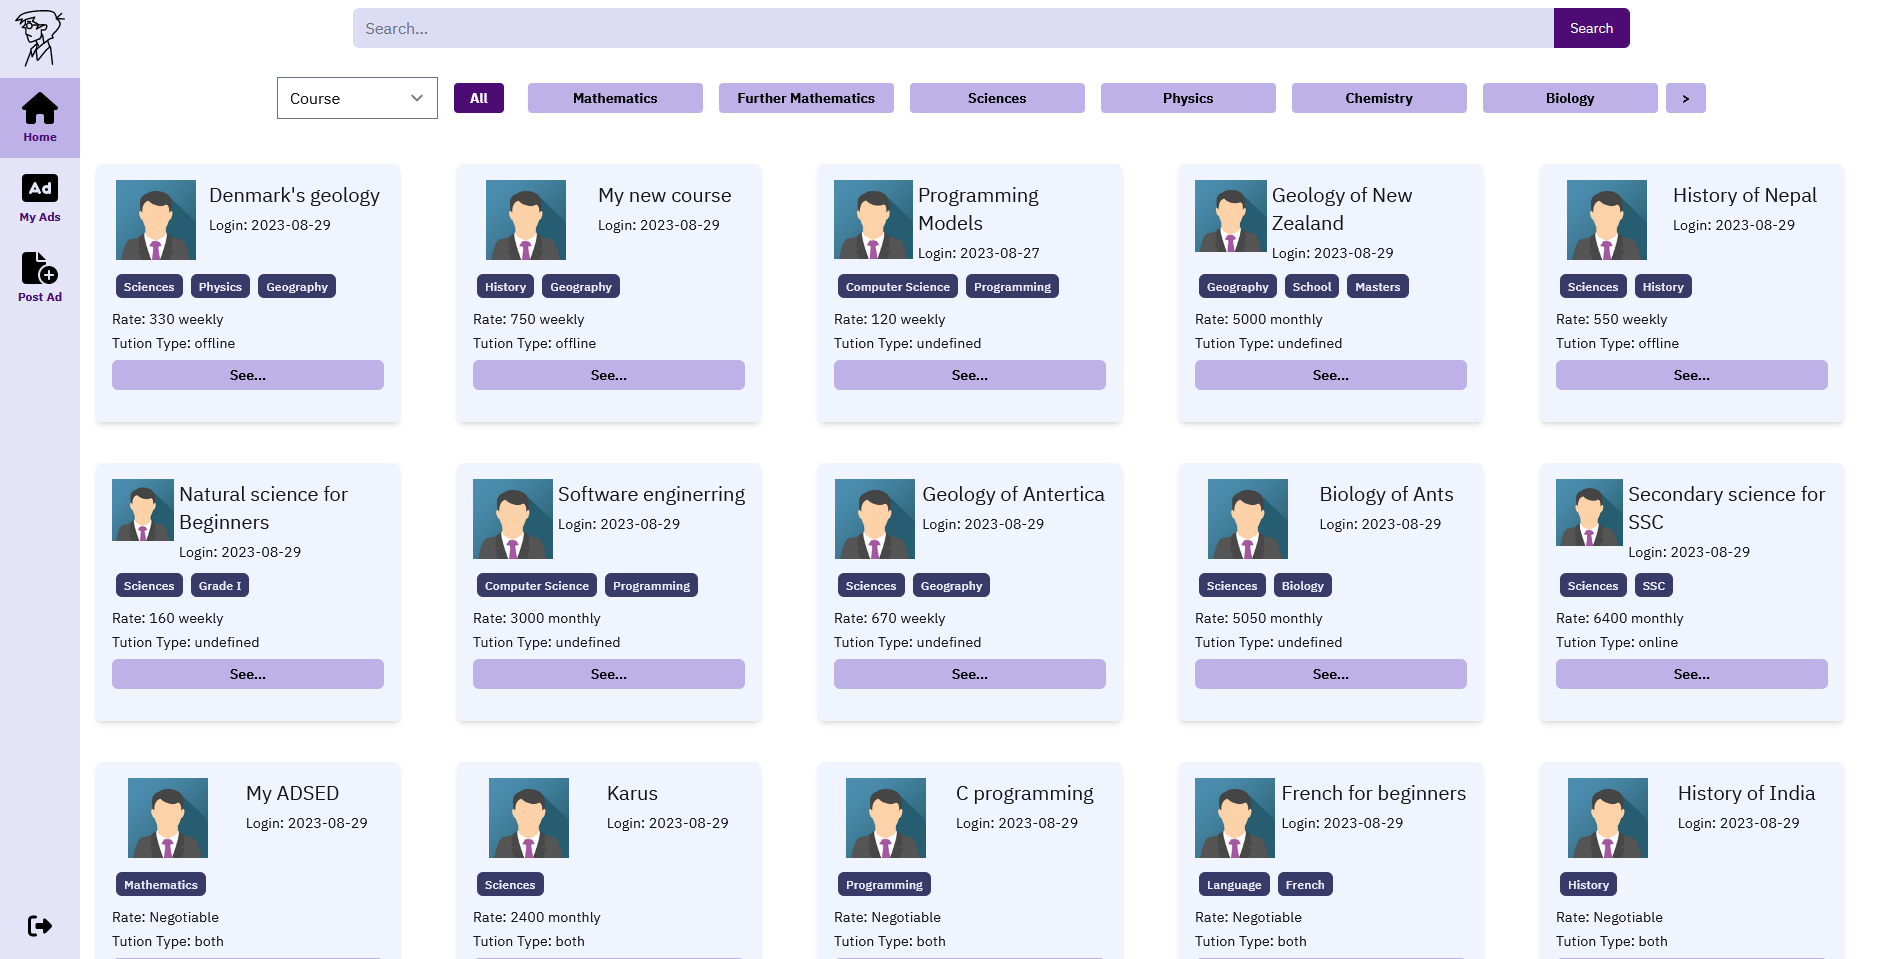 Search...
Search
Course
All
Mathematics
Further Mathematics
Sciences
Physics
Chemistry
Biology
>
Home
Ad
My Ads
Post Ad
Denmark's geology
Login: 2023-08-29
Sciences Physics Geography
Rate: 330 weekly
Tution Type: offline
See...
My new course
Login: 2023-08-29
History Geography
Rate: 750 weekly
Tution Type: offline
See...
Programming
Models
Login: 2023-08-27
Computer Science Programming
Rate: 120 weekly
Tution Type: undefined
See...
Geology of New
Zealand
Login: 2023-08-29
Geography School Masters
Rate: 5000 monthly
Tution Type: undefined
See...
History of Nepal
Login: 2023-08-29
Sciences History
Rate: 550 weekly
Tution Type: offline
See...
Natural science for
Beginners
Login: 2023-08-29
Sciences Grade I
Rate: 160 weekly
Tution Type: undefined
See...
Software enginerring
Login: 2023-08-29
Computer Science Programming
Rate: 3000 monthly
Tution Type: undefined
See...
Geology of Antertica
Login: 2023-08-29
Sciences Geography
Rate: 670 weekly
Tution Type: undefined
See...
Biology of Ants
Login: 2023-08-29
Sciences Biology
Rate: 5050 monthly
Tution Type: undefined
See...
Secondary science for
SSC
Login: 2023-08-29
Sciences SSC
Rate: 6400 monthly
Tution Type: online
See...
My ADSED
Login: 2023-08-29
Mathematics
Rate: Negotiable
Tution Type: both
Karus
Login: 2023-08-29
Sciences
Rate: 2400 monthly
Tution Type: both
C programming
Login: 2023-08-29
Programming
Rate: Negotiable
Tution Type: both
French for beginners
Login: 2023-08-29
Language French
Rate: Negotiable
Tution Type: both
History of India
Login: 2023-08-29
History
Rate: Negotiable
Tution Type: both